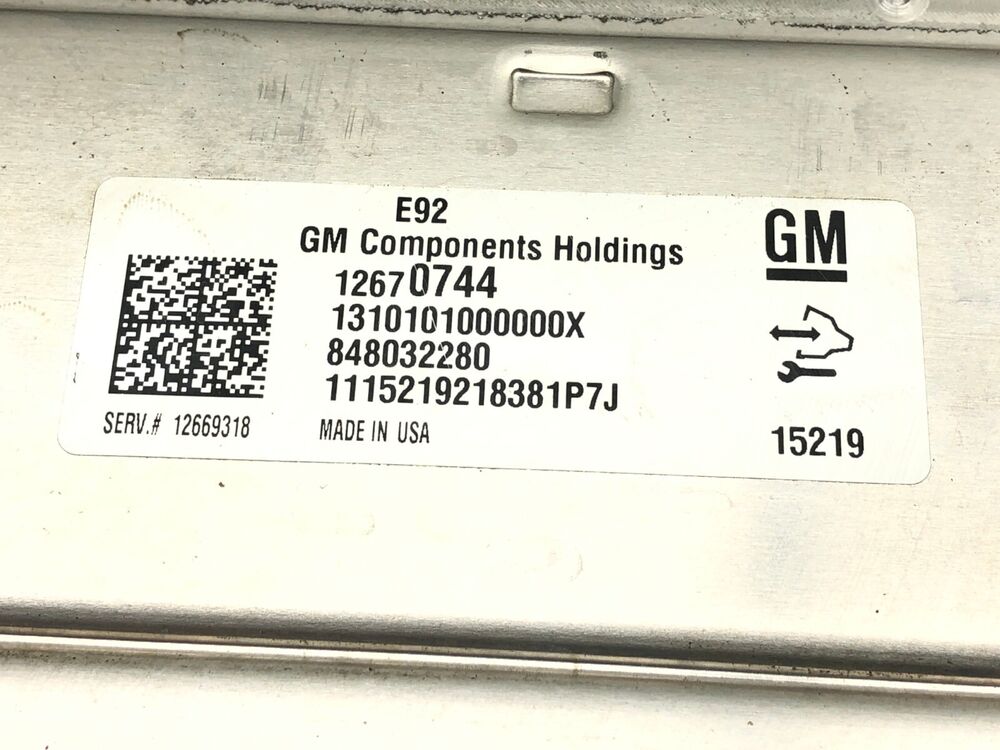 E92
GM Components Holdings
12670744
1310101000000X
848032280
1115219218381P7J
SERV.# 12669318
MADE IN USA
GM
15219